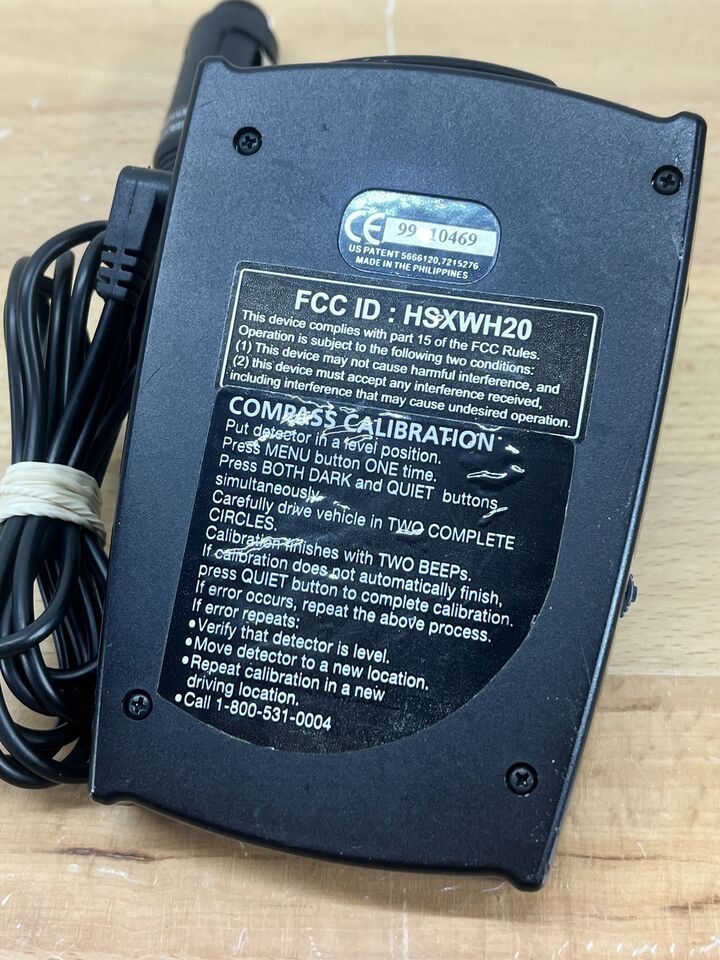 CE 99 10469
US PATENT 5666120,7215276
MADE IN THE PHILIPPINES
FCC ID : HSXWH20
This device complies with part 15 of the FCC Rules.
Operation is subject to the following two conditions:
(1) This device may not cause harmful interference, and
(2) this device must accept any interference received,
including interference that may cause undesired operation.
COMPASS CALIBRATION
Put detector in a level position.
Press MENU button ONE time.
Press BOTH DARK and QUIET buttons
simultaneously.
Carefully drive vehicle in TWO COMPLETE
CIRCLES.
Calibration finishes with TWO BEEPs.
If calibration does not automatically finish,
press QUIET button to complete calibration.
If error occurs, repeat the above process.
If error repeats:
•Verify that detector is level.
•Move detector to a new location.
•Repeat calibration in a new
driving location.
•Call 1-800-531-0004